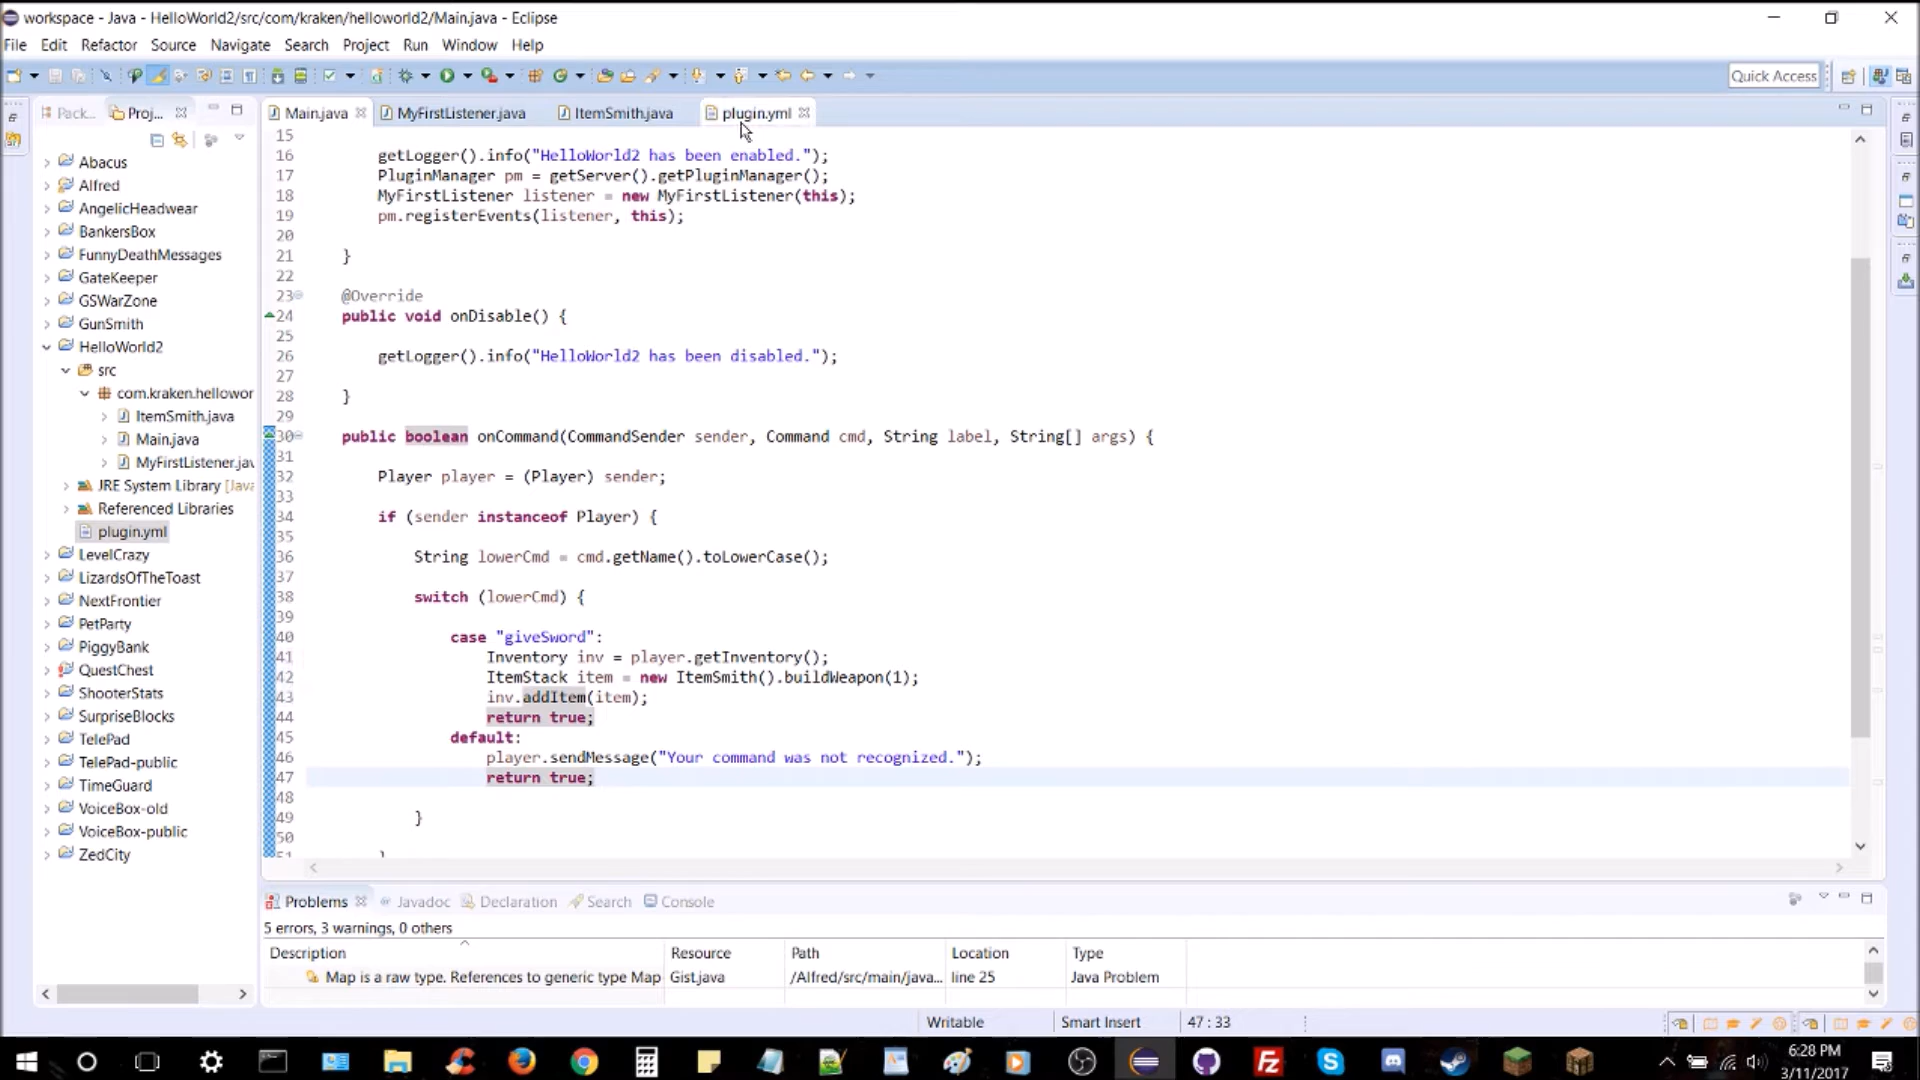 workspace - Java - HelloWorld2/src/com/kraken/helloworld2/Main.java - Eclipse
File Edit Refactor Source Navigate Search Project Run Window Help
Quick Access
Pack... Proj...
Main.java MyFirstListener.java ItemSmith.java plugin.yml
Abacus
Alfred
AngelicHeadwear
BankersBox
FunnyDeathMessages
GateKeeper
GSWarZone
GunSmith
HelloWorld2
src
com.kraken.hellowor
ItemSmith.java
Main.java
MyFirstListener.jav
JRE System Library [Java
Referenced Libraries
plugin.yml
LevelCrazy
LizardsOfTheToast
NextFrontier
PetParty
PiggyBank
QuestChest
ShooterStats
SurpriseBlocks
TelePad
TelePad-public
TimeGuard
VoiceBox-old
VoiceBox-public
ZedCity
15
16 getLogger().info("HelloWorld2 has been enabled.");
17 PluginManager pm = getServer().getPluginManager();
18 MyFirstListener listener = new MyFirstListener(this);
19 pm.registerEvents(listener, this);
20
21 }
22
23 @Override
24 public void onDisable() {
25
26 getLogger().info("HelloWorld2 has been disabled.");
27
28 }
29
30 public boolean onCommand(CommandSender sender, Command cmd, String label, String[] args) {
31
32 Player player = (Player) sender;
33
34 if (sender instanceof Player) {
35
36 String lowerCmd = cmd.getName().toLowerCase();
37
38 switch (lowerCmd) {
39
40 case "giveSword":
41 Inventory inv = player.getInventory();
42 ItemStack item = new ItemSmith().buildWeapon(1);
43 inv.addItem(item);
44 return true;
45 default:
46 player.sendMessage("Your command was not recognized.");
47 return true;
48
49 }
50
51 }
Problems Javadoc Declaration Search Console
5 errors, 3 warnings, 0 others
Description Resource Path Location Type
Map is a raw type. References to generic type Map Gist.java /Alfred/src/main/java... line 25 Java Problem
Writable Smart Insert 47 : 33
6:28 PM
3/11/2017